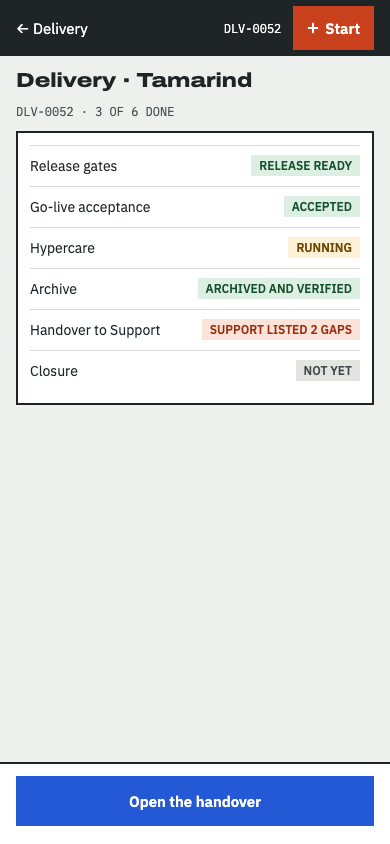 ← Delivery
DLV-0052
+ Start
Delivery · Tamarind
DLV-0052 · 3 OF 6 DONE
Release gates
RELEASE READY
Go-live acceptance
ACCEPTED
Hypercare
RUNNING
Archive
ARCHIVED AND VERIFIED
Handover to Support
SUPPORT LISTED 2 GAPS
Closure
NOT YET
Open the handover